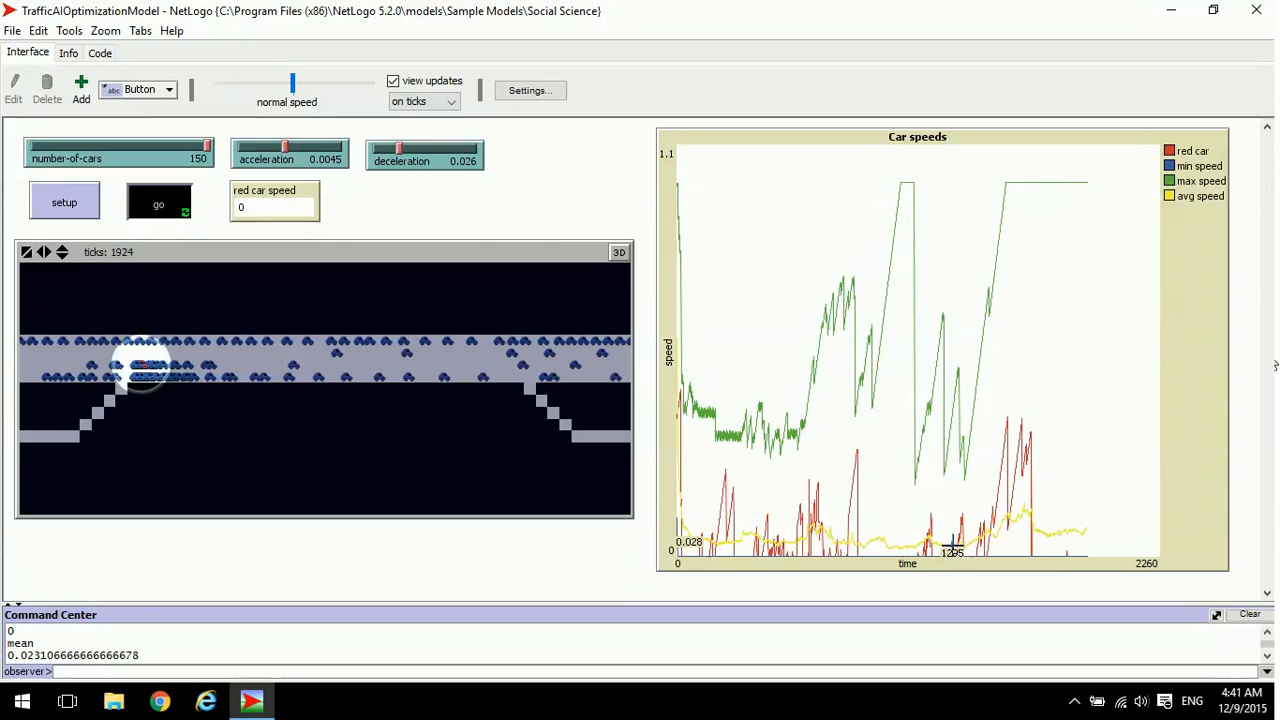 TrafficAIOptimizationModel - NetLogo {C:\Program Files (x86)\NetLogo 5.2.0\models\Sample Models\Social Science}
File Edit Tools Zoom Tabs Help
Interface Info Code
Edit Delete Add
abc Button
normal speed
view updates
on ticks
Settings...
number-of-cars 150
acceleration 0.0045
deceleration 0.026
setup
go
red car speed
0
ticks: 1924
3D
Car speeds
1.1
speed
0
0.028
1295
0
time
2260
red car
min speed
max speed
avg speed
Command Center
Clear
0
mean
0.023106666666666678
observer>
ENG
4:41 AM
12/9/2015